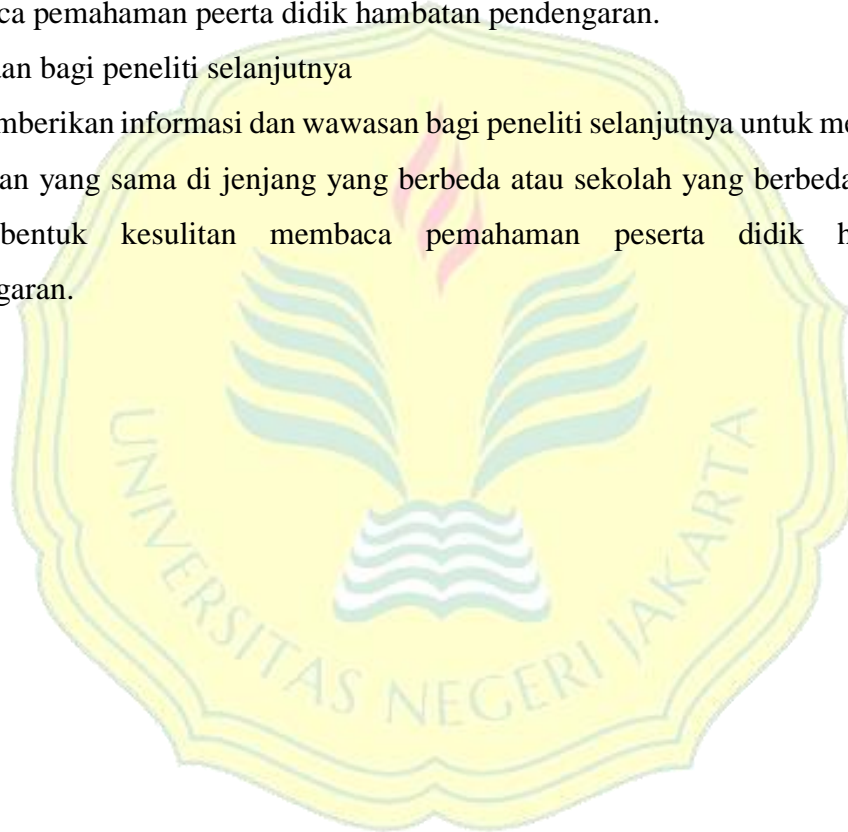 ca pemahaman peerta didik hambatan pendengaran.
an bagi peneliti selanjutnya
mberikan informasi dan wawasan bagi peneliti selanjutnya untuk me
an yang sama di jenjang yang berbeda atau sekolah yang berbeda
bentuk kesulitan membaca pemahaman peserta didik h
garan.
UNIVERSITAS NEGERI JAKARTA